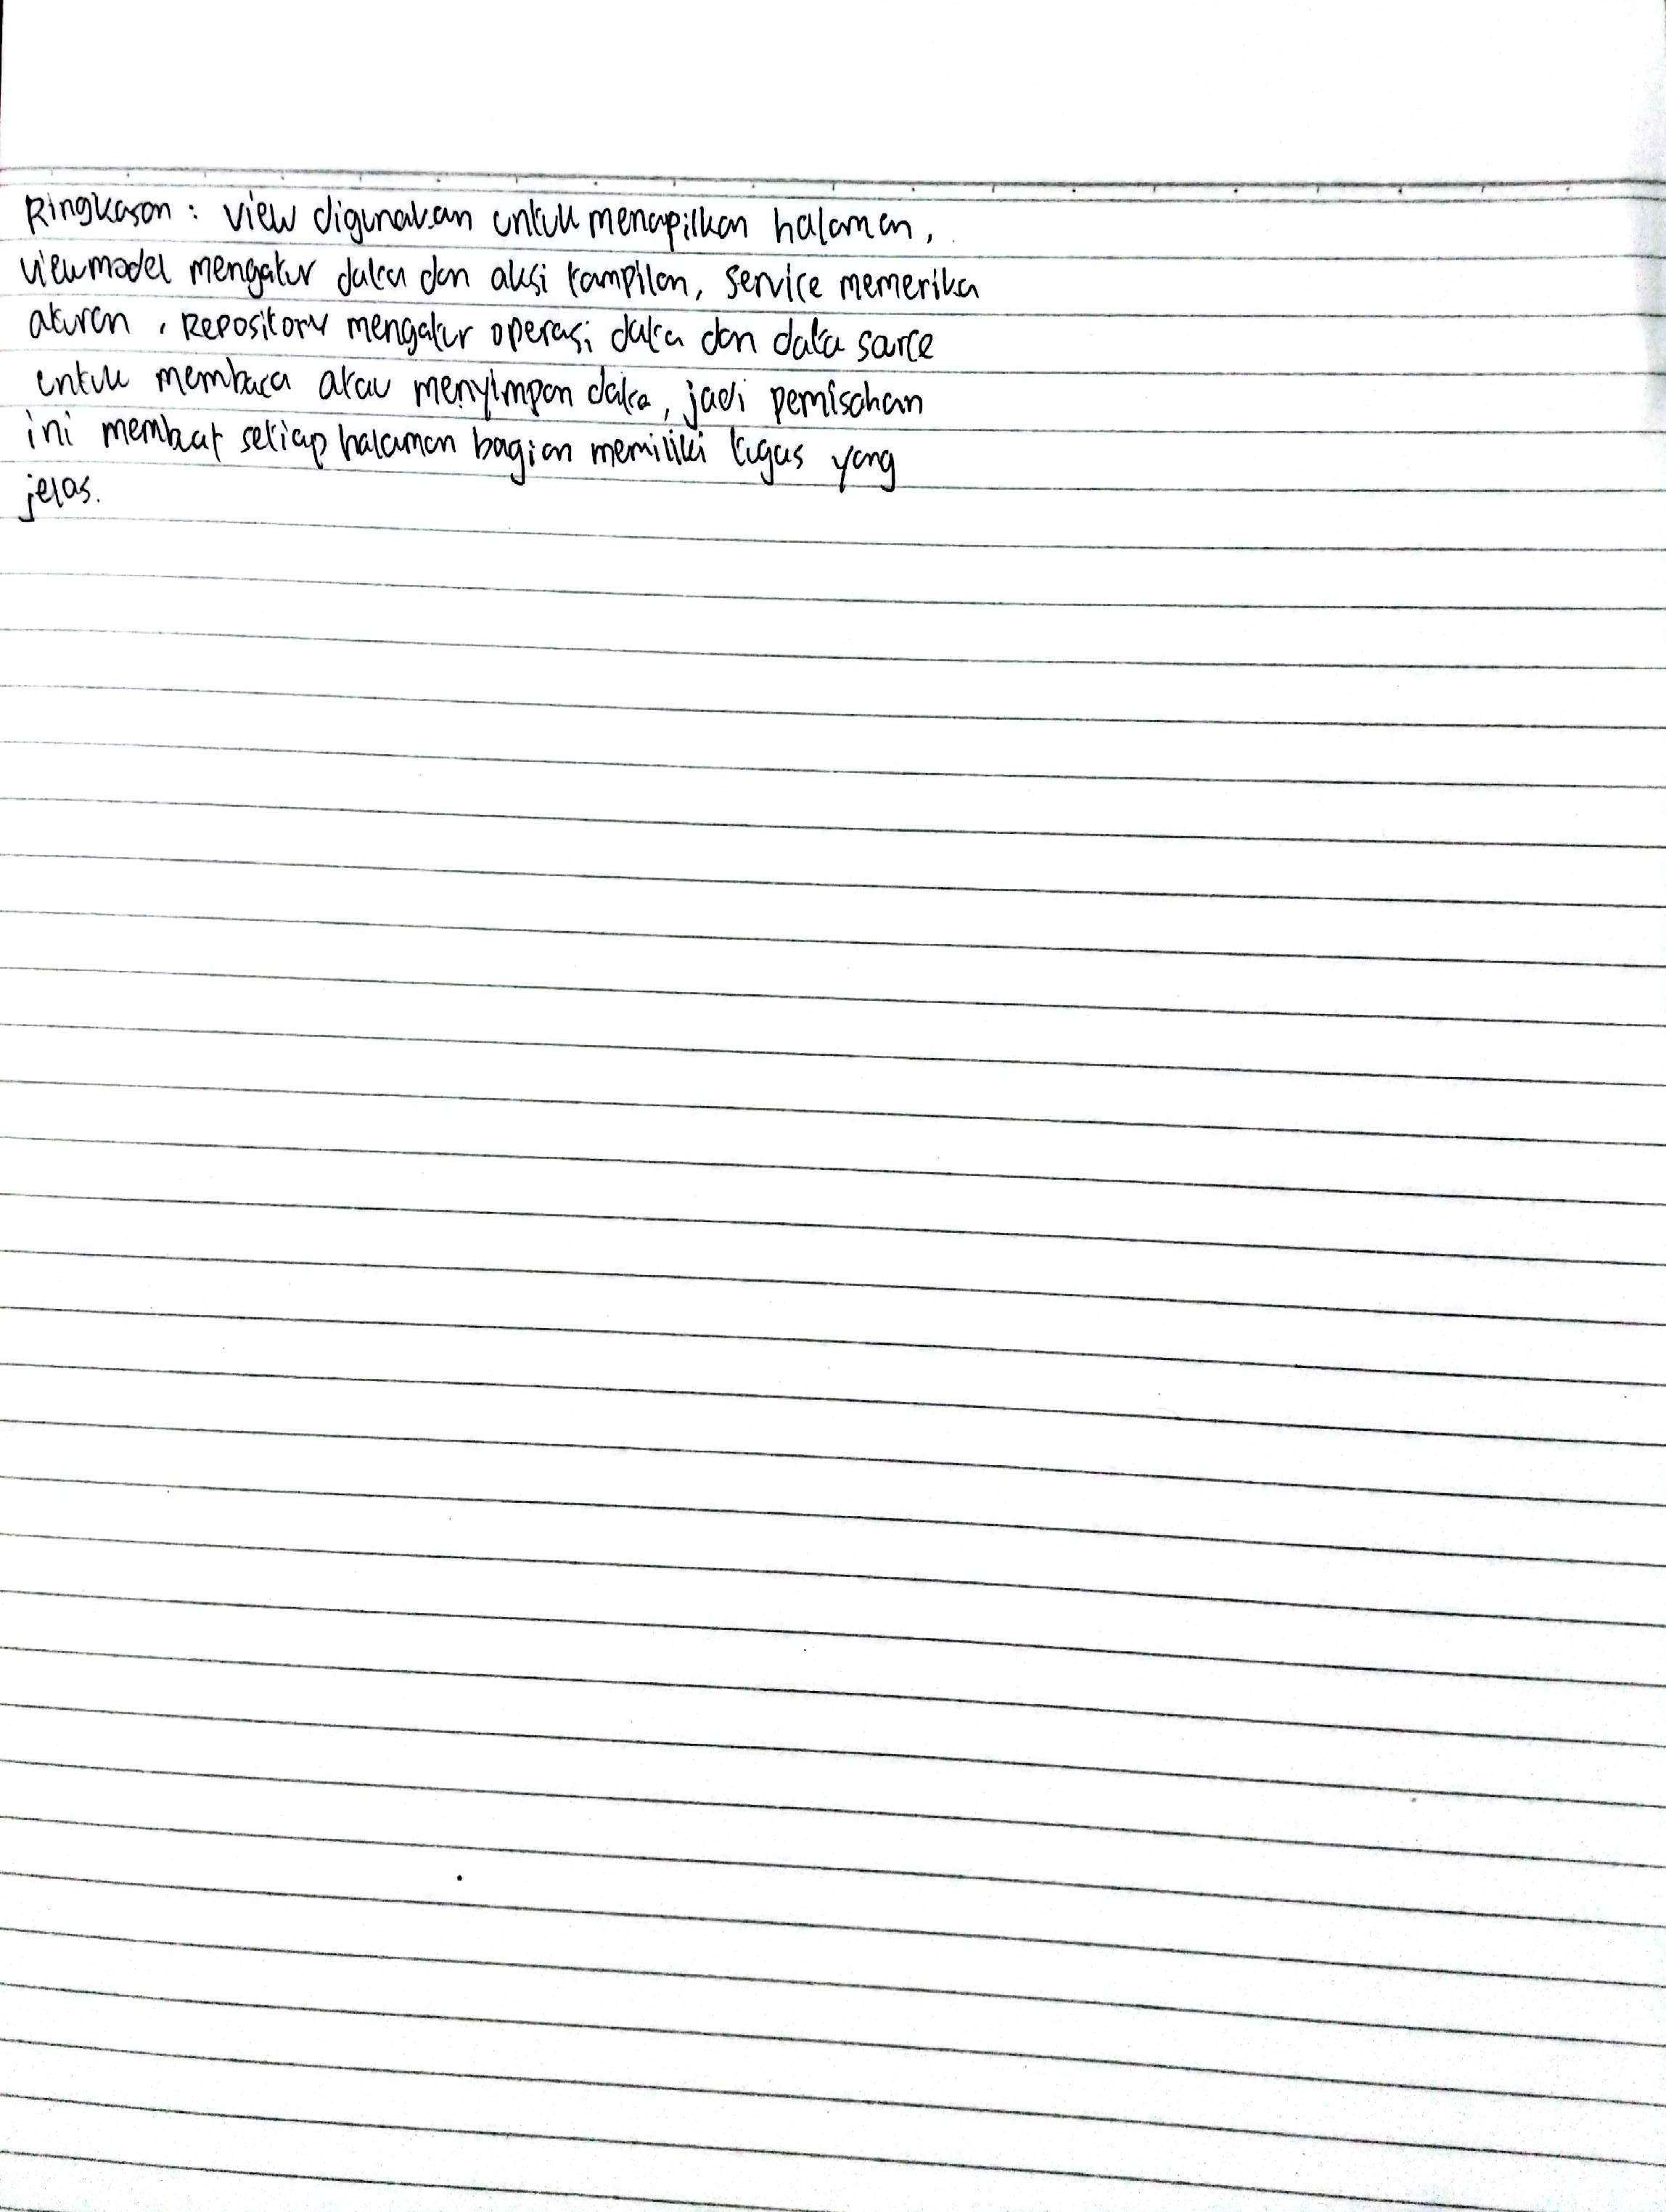 Ringkasan : view digunakan untuk menapilkan halaman,
viewmodel mengatur data dan aksi tampilan, service memerika
aturan , Repository mengatur operasi data dan data sarce
untuk membaca atau menyimpan data, jadi pemisahan
ini membuat setiap halaman bagian memiliki tugas yang
jelas.